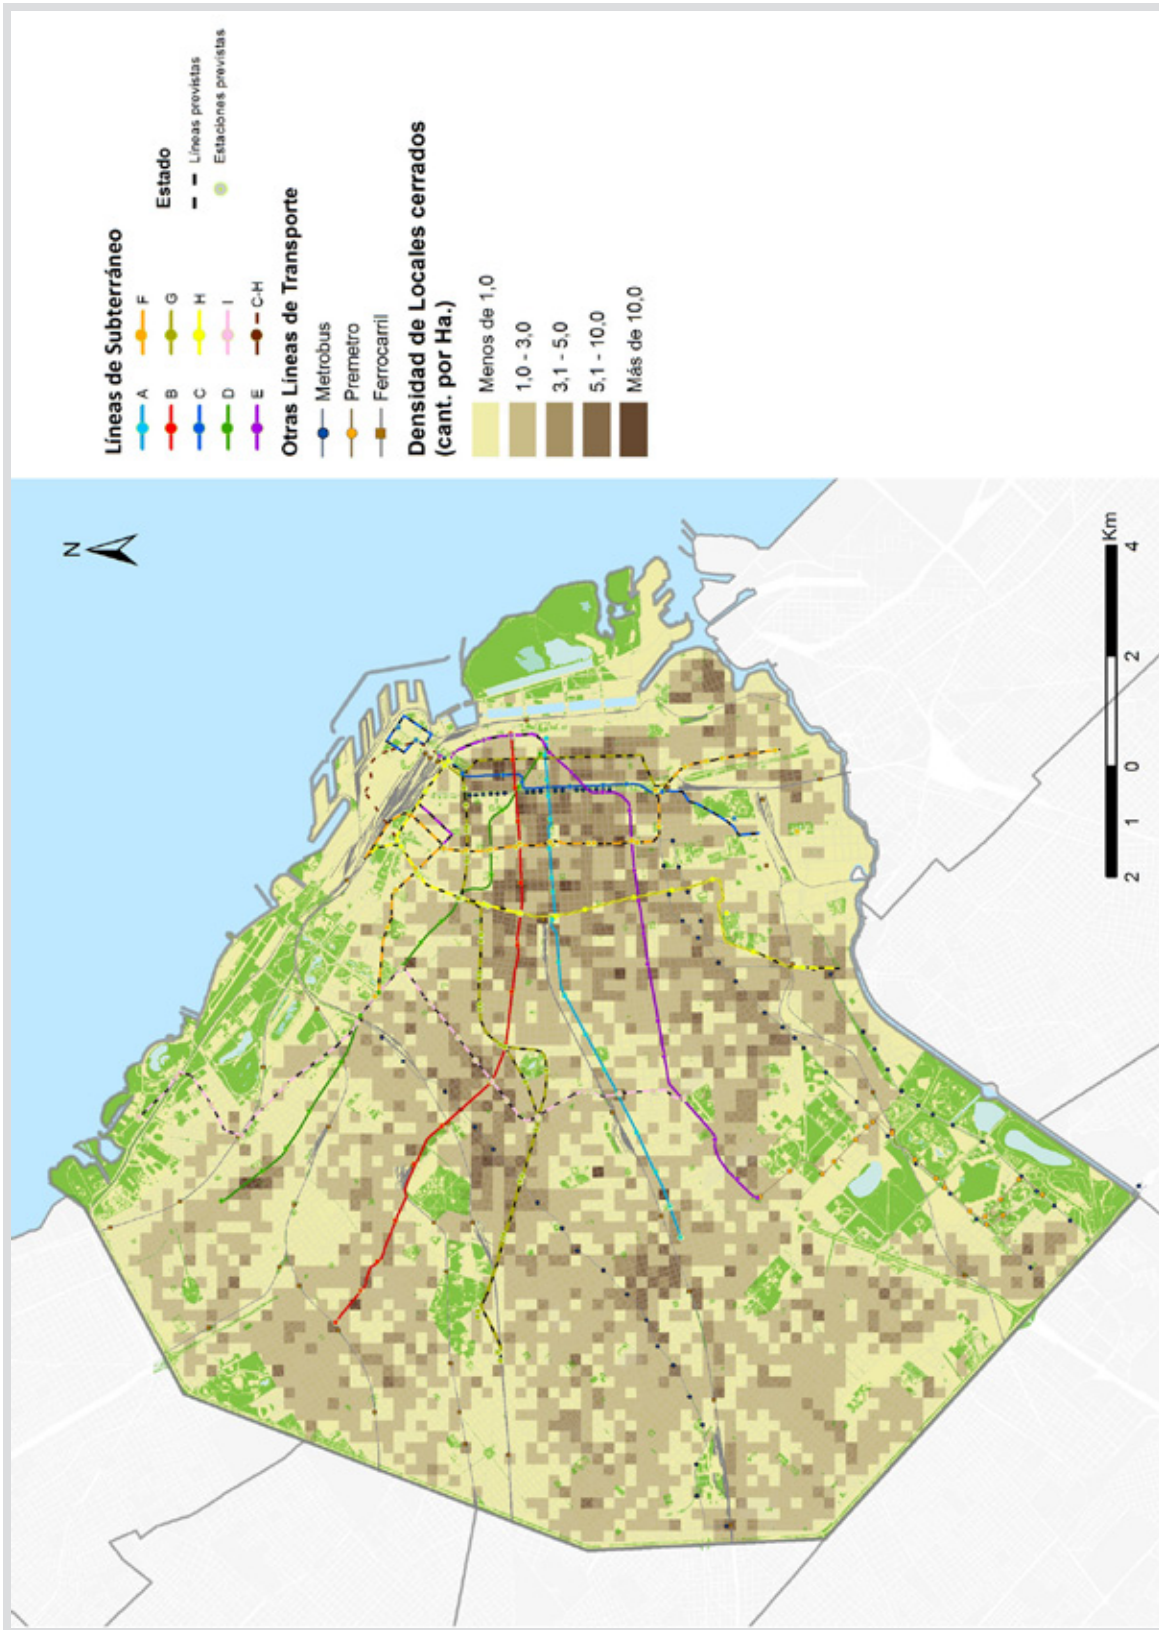 Líneas de Subterráneo
A
B
C
D
E
F
G
H
I
C-H
Estado
Líneas previstas
Estaciones previstas
Otras Líneas de Transporte
Metrobus
Premetro
Ferrocarril
Densidad de Locales cerrados
(cant. por Ha.)
Menos de 1,0
1,0 - 3,0
3,1 - 5,0
5,1 - 10,0
Más de 10,0
N
2 1 0 2 4
Km